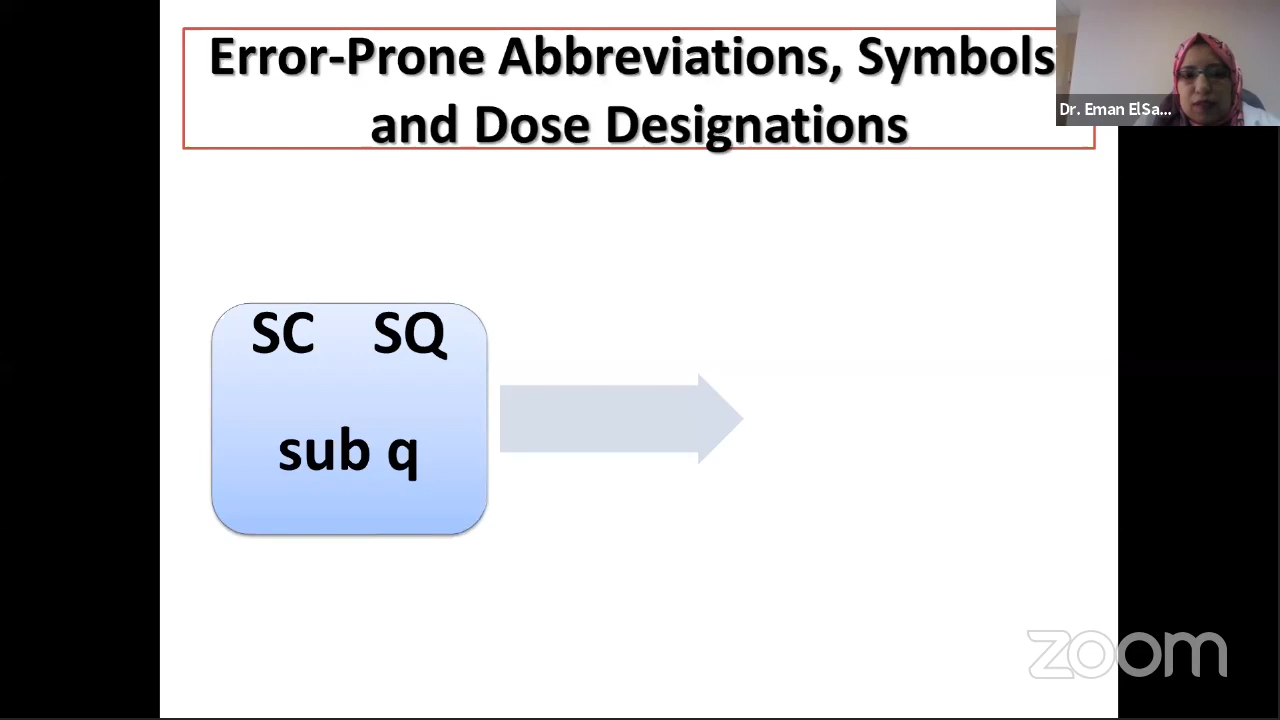 Error-Prone Abbreviations, Symbols
and Dose Designations
Dr. Eman ElSa...
SC SQ
sub q
zoom